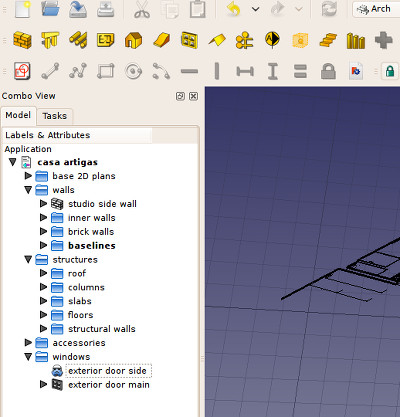 Arch
Combo View
Model Tasks
Labels & Attributes
Application
casa artigas
base 2D plans
walls
studio side wall
inner walls
brick walls
baselines
structures
roof
columns
slabs
floors
structural walls
accessories
windows
exterior door side
exterior door main